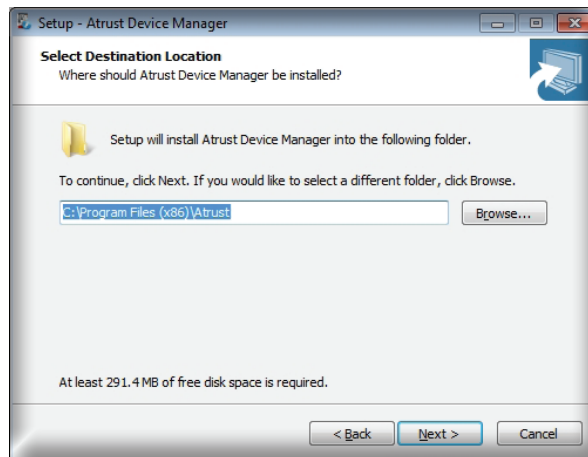 Setup - Atrust Device Manager
Select Destination Location
Where should Atrust Device Manager be installed?
Setup will install Atrust Device Manager into the following folder.
To continue, click Next. If you would like to select a different folder, click Browse.
C:\Program Files (x86)\Atrust
Browse...
At least 291.4 MB of free disk space is required.
< Back
Next >
Cancel